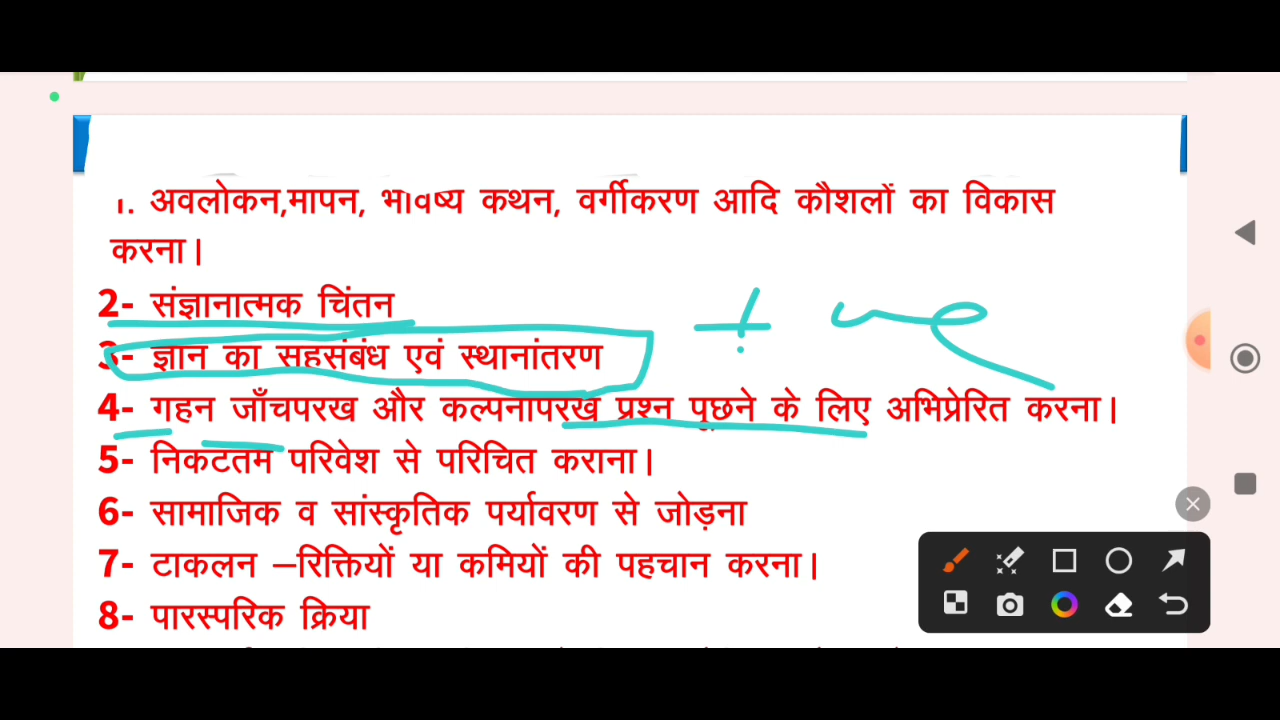 1. अवलोकन,मापन, भविष्य कथन, वर्गीकरण आदि कौशलों का विकास
करना।
2- संज्ञानात्मक चिंतन
3- ज्ञान का सहसंबंध एवं स्थानांतरण
4- गहन जाँचपरख और कल्पनापरख प्रश्न पूछने के लिए अभिप्रेरित करना।
5- निकटतम परिवेश से परिचित कराना।
6- सामाजिक व सांस्कृतिक पर्यावरण से जोड़ना
7- टाकलन –रिक्तियों या कमियों की पहचान करना।
8- पारस्परिक क्रिया